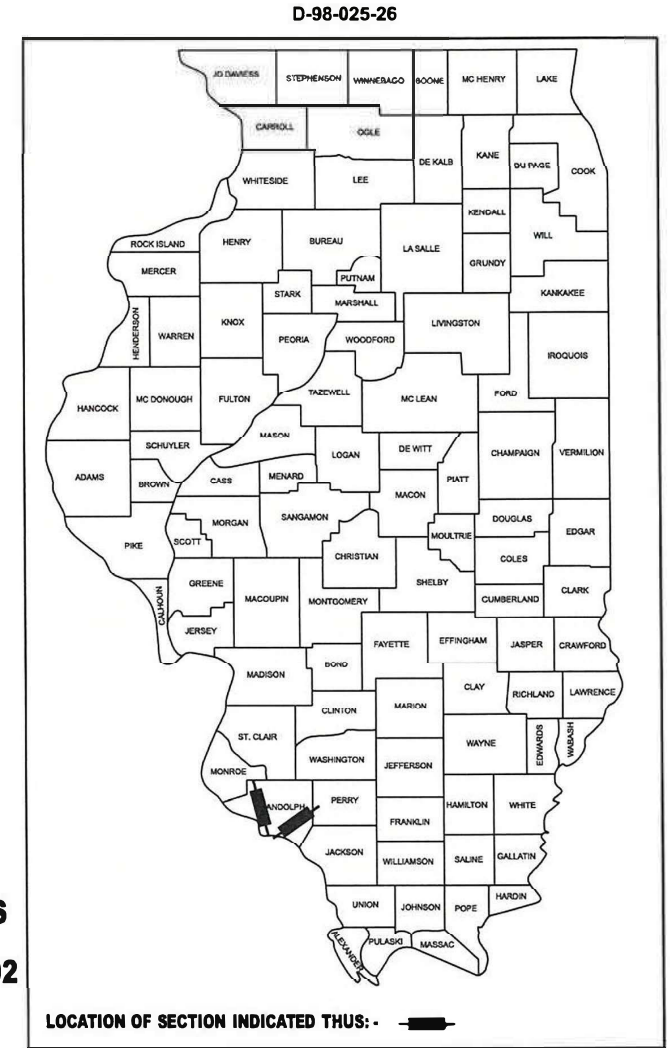 D-98-025-26
JO DAVIESS STEPHENSON WINNEBAGO BOONE MC HENRY LAKE
CARROLL OGLE
DE KALB KANE DU PAGE COOK
WHITESIDE LEE
KENDALL
WILL
ROCK ISLAND HENRY BUREAU LA SALLE
GRUNDY
MERCER PUTNAM
STARK MARSHALL KANKAKEE
HENDERSON WARREN KNOX PEORIA WOODFORD LIVINGSTON
IROQUOIS
HANCOCK MC DONOUGH FULTON TAZEWELL MC LEAN FORD
MASON
SCHUYLER LOGAN DE WITT CHAMPAIGN VERMILION
ADAMS BROWN CASS MENARD PIATT
MACON
MORGAN SANGAMON DOUGLAS
PIKE SCOTT CHRISTIAN MOULTRIE EDGAR
COLES
GREENE SHELBY
CALHOUN MACOUPIN MONTGOMERY CUMBERLAND CLARK
JERSEY FAYETTE EFFINGHAM JASPER CRAWFORD
MADISON BOND
CLAY RICHLAND LAWRENCE
CLINTON MARION
ST. CLAIR WAYNE EDWARDS WABASH
WASHINGTON JEFFERSON
MONROE
ANDOLPH PERRY HAMILTON WHITE
FRANKLIN
JACKSON WILLIAMSON SALINE GALLATIN
HARDIN
UNION JOHNSON POPE
ALEXANDER PULASKI MASSAC
S
02
LOCATION OF SECTION INDICATED THUS: -